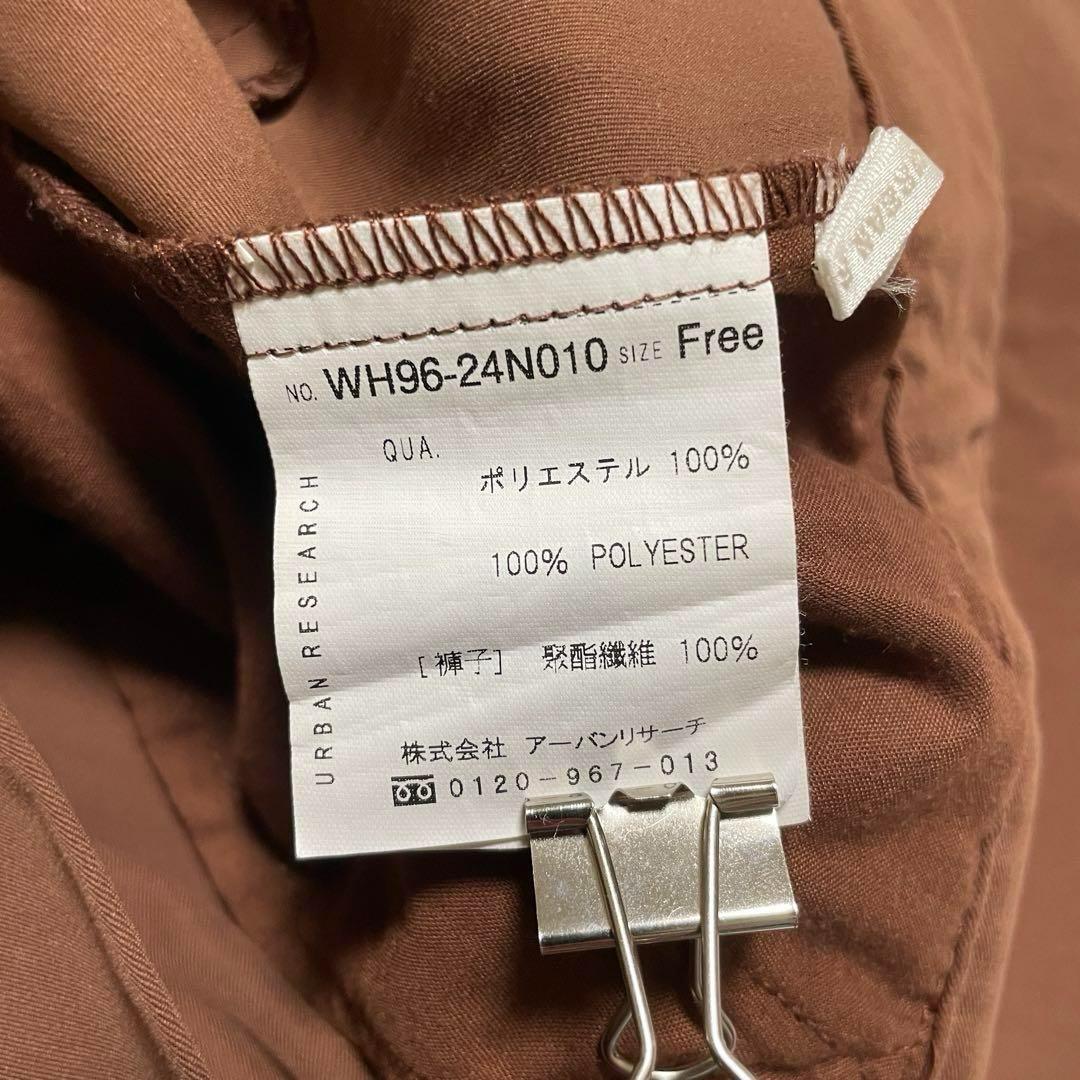 NO. WH96-24N010 SIZE Free
QUA.
ポリエステル 100%
100% POLYESTER
[褲子] 聚酯纖維 100%
株式会社 アーバンリサーチ
0120-967-013
URBAN RESEARCH